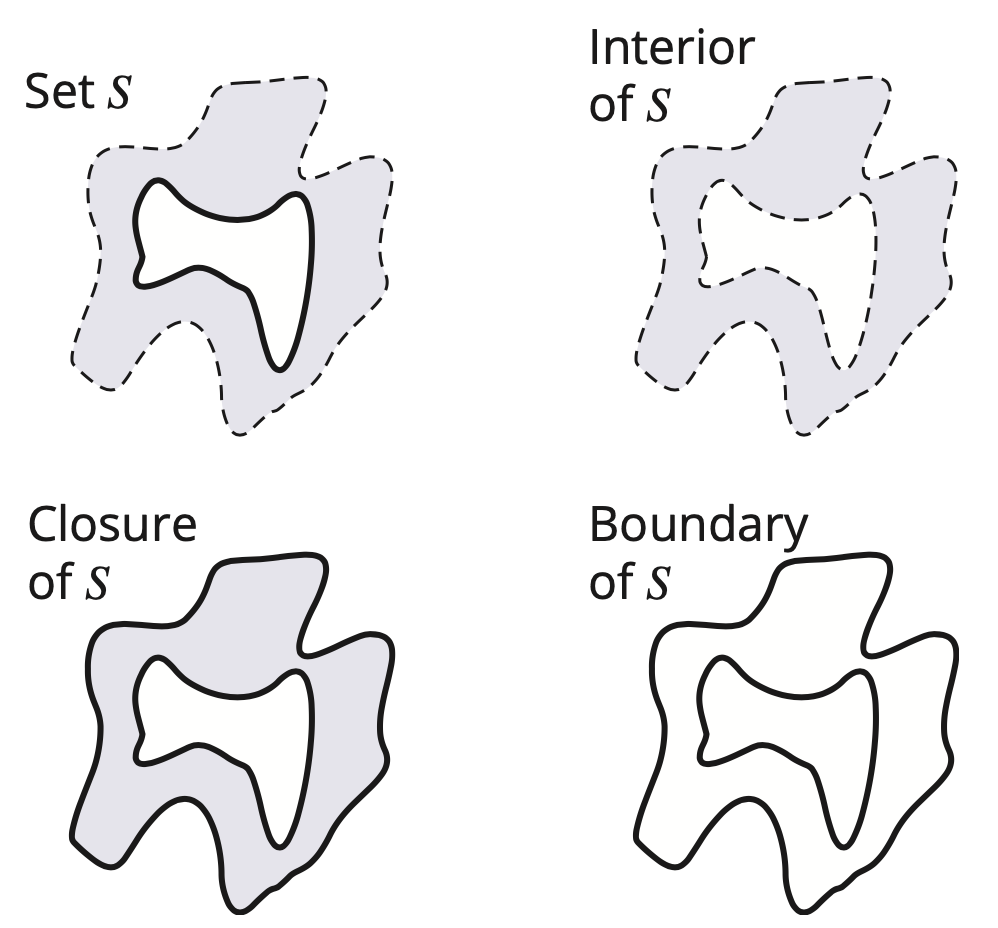 Set S
Interior
of S
Closure
of S
Boundary
of S